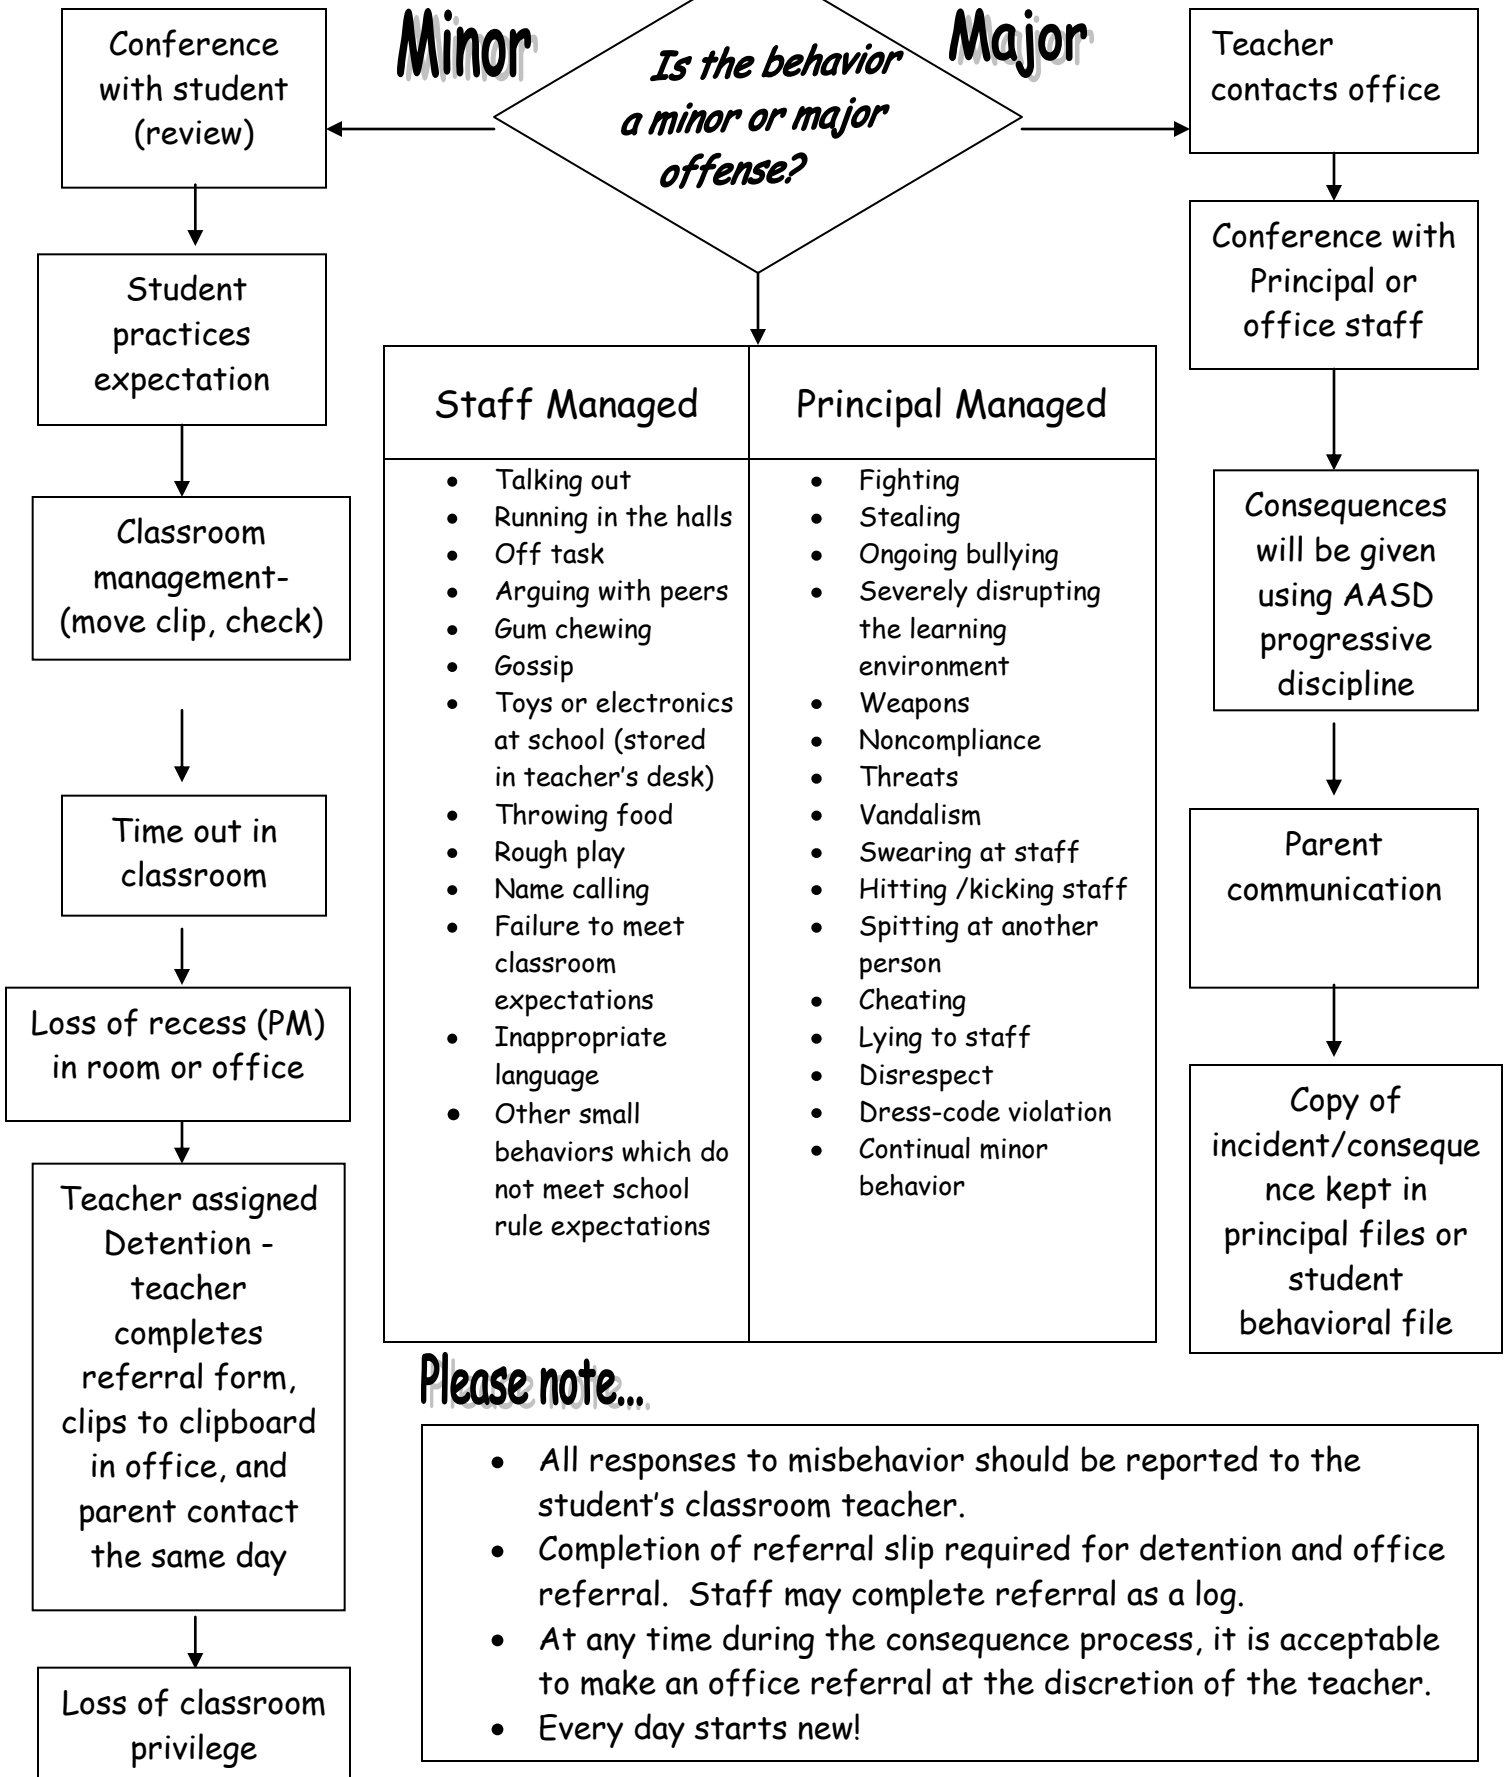 Minor
Is the behavior
a minor or major
offense?
Major
Conference
with student
(review)
Student
practices
expectation
Classroom
management-
(move clip, check)
Time out in
classroom
Loss of recess (PM)
in room or office
Teacher assigned
Detention -
teacher
completes
referral form,
clips to clipboard
in office, and
parent contact
the same day
Loss of classroom
privilege
Staff Managed
• Talking out
• Running in the halls
• Off task
• Arguing with peers
• Gum chewing
• Gossip
• Toys or electronics
at school (stored
in teacher's desk)
• Throwing food
• Rough play
• Name calling
• Failure to meet
classroom
expectations
• Inappropriate
language
• Other small
behaviors which do
not meet school
rule expectations
Principal Managed
• Fighting
• Stealing
• Ongoing bullying
• Severely disrupting
the learning
environment
• Weapons
• Noncompliance
• Threats
• Vandalism
• Swearing at staff
• Hitting /kicking staff
• Spitting at another
person
• Cheating
• Lying to staff
• Disrespect
• Dress-code violation
• Continual minor
behavior
Teacher
contacts office
Conference with
Principal or
office staff
Consequences
will be given
using AASD
progressive
discipline
Parent
communication
Copy of
incident/conseque
nce kept in
principal files or
student
behavioral file
Please note...
• All responses to misbehavior should be reported to the
student's classroom teacher.
• Completion of referral slip required for detention and office
referral.  Staff may complete referral as a log.
• At any time during the consequence process, it is acceptable
to make an office referral at the discretion of the teacher.
• Every day starts new!